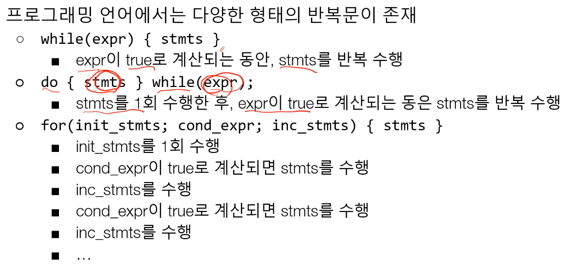 프로그래밍 언어에서는 다양한 형태의 반복문이 존재
while(expr) { stmts }
expr이 true로 계산되는 동안, stmts를 반복 수행
do { stmts } while(expr);
stmts를 1회 수행한 후, expr이 true로 계산되는 동은 stmts를 반복 수행
for(init_stmts; cond_expr; inc_stmts) { stmts }
init_stmts를 1회 수행
cond_expr이 true로 계산되면 stmts를 수행
inc_stmts를 수행
cond_expr이 true로 계산되면 stmts를 수행
inc_stmts를 수행
...